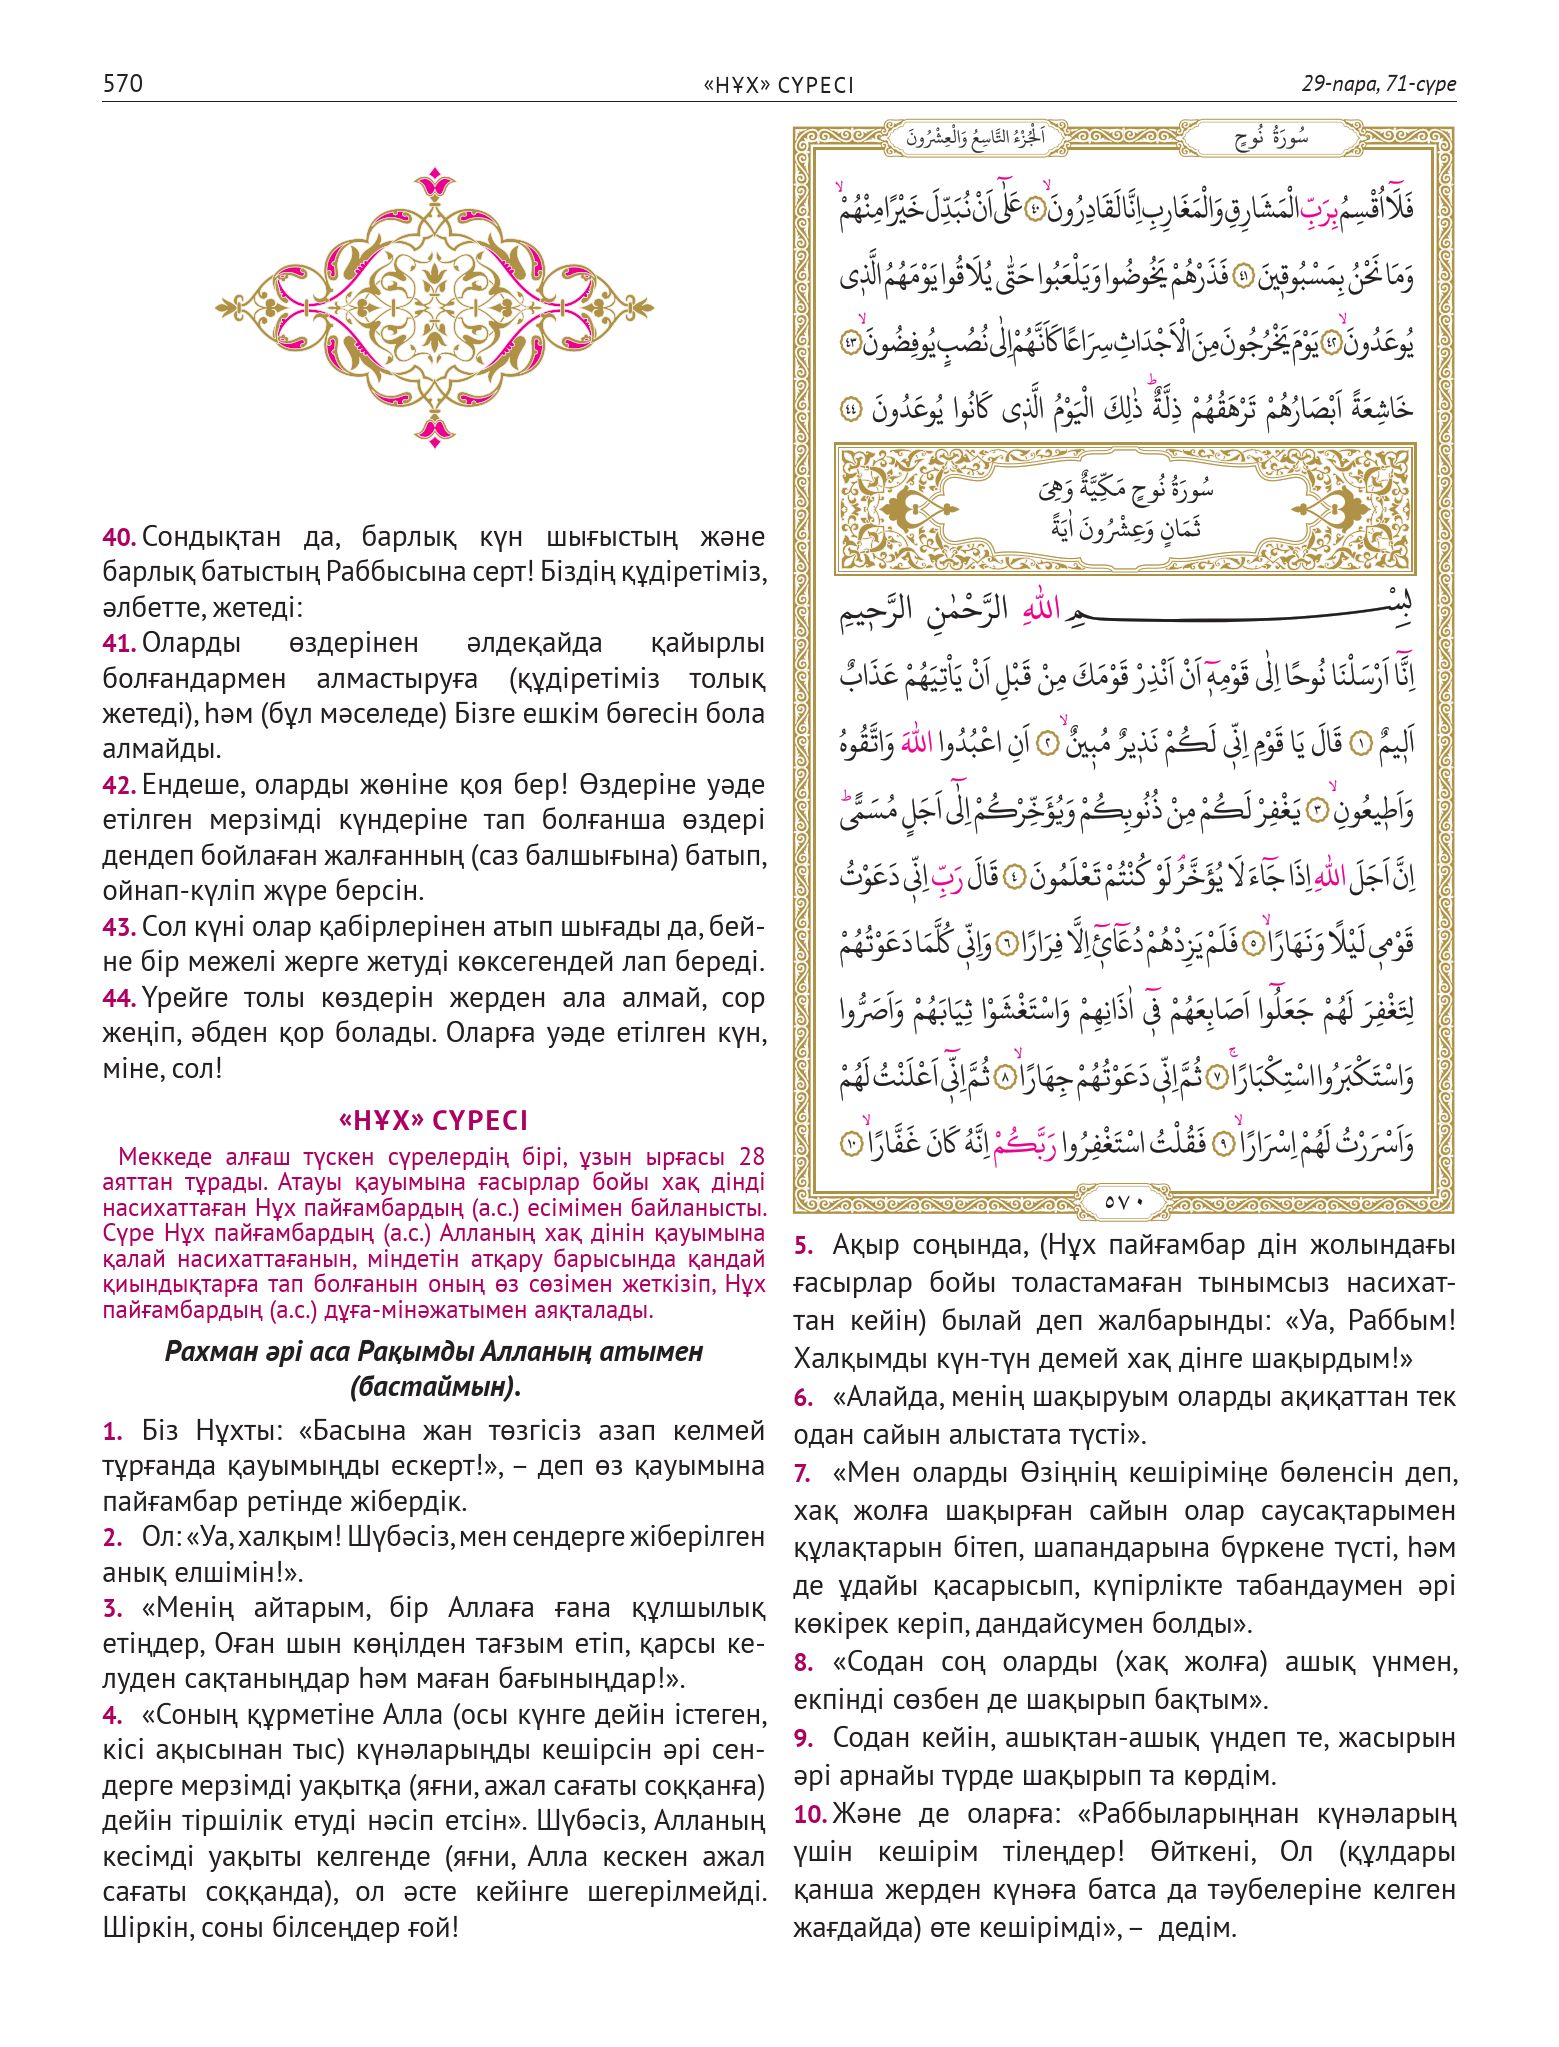 570
«НҰХ» СҮРЕСІ
29-пара, 71-сүре
40. Сондықтан да, барлық күн шығыстың және
барлық батыстың Раббысына серт! Біздің құдіретіміз,
әлбетте, жетеді:
41. Оларды өздерінен әлдеқайда қайырлы
болғандармен алмастыруға (құдіретіміз толық
жетеді), һәм (бұл мәселеде) Бізге ешкім бөгесін бола
алмайды.
42. Ендеше, оларды жөніне қоя бер! Өздеріне уәде
етілген мерзімді күндеріне тап болғанша өздері
дендеп бойлаған жалғанның (саз балшығына) батып,
ойнап-күліп жүре берсін.
43. Сол күні олар қабірлерінен атып шығады да, бей-
не бір межелі жерге жетуді көксегендей лап береді.
44. Үрейге толы көздерін жерден ала алмай, сор
жеңіп, әбден қор болады. Оларға уәде етілген күн,
міне, сол!
«НҰХ» СҮРЕСІ
Меккеде алғаш түскен сүрелердің бірі, ұзын ырғасы 28
аяттан тұрады. Атауы қауымына ғасырлар бойы хақ дінді
насихаттаған Нұх пайғамбардың (а.с.) есімімен байланысты.
Сүре Нұх пайғамбардың (а.с.) Алланың хақ дінін қауымына
қалай насихаттағанын, міндетін атқару барысында қандай
қиындықтарға тап болғанын оның өз сөзімен жеткізіп, Нұх
пайғамбардың (а.с.) дұға-мінәжатымен аяқталады.
Рахман әрі аса Рақымды Алланың атымен
(бастаймын).
1. Біз Нұхты: «Басына жан төзгісіз азап келмей
тұрғанда қауымыңды ескерт!», – деп өз қауымына
пайғамбар ретінде жібердік.
2. Ол: «Уа, халқым! Шүбәсіз, мен сендерге жіберілген
анық елшімін!».
3. «Менің айтарым, бір Аллаға ғана құлшылық
етіңдер, Оған шын көңілден тағзым етіп, қарсы ке-
луден сақтаныңдар һәм маған бағыныңдар!».
4. «Соның құрметіне Алла (осы күнге дейін істеген,
кісі ақысынан тыс) күнәларыңды кешірсін әрі сен-
дерге мерзімді уақытқа (яғни, ажал сағаты соққанға)
дейін тіршілік етуді нәсіп етсін». Шүбәсіз, Алланың
кесімді уақыты келгенде (яғни, Алла кескен ажал
сағаты соққанда), ол әсте кейінге шегерілмейді.
Шіркін, соны білсеңдер ғой!
سُورَةُ نُوحٍ
اَلْجُزْءُ التَّاسِعُ وَالْعِشْرُونَ
فَلَٓا اُقْسِمُ بِرَبِّ الْمَشَارِقِ وَالْمَغَارِبِ اِنَّا لَقَادِرُونَۙ ﴿٤٠﴾ عَلٰٓى اَنْ نُبَدِّلَ خَيْرًا مِنْهُمْۙ
وَمَا نَحْنُ بِمَسْبُوقٖينَ ﴿٤١﴾ فَذَرْهُمْ يَخُوضُوا وَيَلْعَبُوا حَتّٰى يُلَاقُوا يَوْمَهُمُ الَّذٖى
يُوعَدُونَۙ ﴿٤٢﴾ يَوْمَ يَخْرُجُونَ مِنَ الْاَجْدَاثِ سِرَاعًا كَاَنَّهُمْ اِلٰى نُصُبٍ يُوفِضُونَۙ ﴿٤٣﴾
خَاشِعَةً اَبْصَارُهُمْ تَرْهَقُهُمْ ذِلَّةٌؕ ذٰلِكَ الْيَوْمُ الَّذٖى كَانُوا يُوعَدُونَ ﴿٤٤﴾
سُورَةُ نُوحٍ مَكِّيَّةٌ وَهِىَ
ثَمَانٍ وَعِشْرُونَ اٰيَةً
بِسْمِ اللّٰهِ الرَّحْمٰنِ الرَّحٖيمِ
اِنَّٓا اَرْسَلْنَا نُوحًا اِلٰى قَوْمِهٖٓ اَنْ اَنْذِرْ قَوْمَكَ مِنْ قَبْلِ اَنْ يَاْتِيَهُمْ عَذَابٌ
اَلٖيمٌ ﴿١﴾ قَالَ يَا قَوْمِ اِنّٖى لَكُمْ نَذٖيرٌ مُبٖينٌۙ ﴿٢﴾ اَنِ اعْبُدُوا اللّٰهَ وَاتَّقُوهُ
وَاَطٖيعُونِۙ ﴿٣﴾ يَغْفِرْ لَكُمْ مِنْ ذُنُوبِكُمْ وَيُؤَخِّرْكُمْ اِلٰٓى اَجَلٍ مُسَمًّىؕ
اِنَّ اَجَلَ اللّٰهِ اِذَا جَٓاءَ لَا يُؤَخَّرُۘ لَوْ كُنْتُمْ تَعْلَمُونَ ﴿٤﴾ قَالَ رَبِّ اِنّٖى دَعَوْتُ
قَوْمٖى لَيْلًا وَنَهَارًاۙ ﴿٥﴾ فَلَمْ يَزِدْهُمْ دُعَٓاءٖٓى اِلَّا فِرَارًا ﴿٦﴾ وَاِنّٖى كُلَّمَا دَعَوْتُهُمْ
لِتَغْفِرَ لَهُمْ جَعَلُٓوا اَصَابِعَهُمْ فٖٓى اٰذَانِهِمْ وَاسْتَغْشَوْا ثِيَابَهُمْ وَاَصَرُّوا
وَاسْتَكْبَرُوا اسْتِكْبَارًاۚ ﴿٧﴾ ثُمَّ اِنّٖى دَعَوْتُهُمْ جِهَارًاۙ ﴿٨﴾ ثُمَّ اِنّٖٓى اَعْلَنْتُ لَهُمْ
وَاَسْرَرْتُ لَهُمْ اِسْرَارًاۙ ﴿٩﴾ فَقُلْتُ اسْتَغْفِرُوا رَبَّكُمْ اِنَّهُ كَانَ غَفَّارًاۙ ﴿١٠﴾
٥٧٠
5. Ақыр соңында, (Нұх пайғамбар дін жолындағы
ғасырлар бойы толастамаған тынымсыз насихат-
тан кейін) былай деп жалбарынды: «Уа, Раббым!
Халқымды күн-түн демей хақ дінге шақырдым!»
6. «Алайда, менің шақыруым оларды ақиқаттан тек
одан сайын алыстата түсті».
7. «Мен оларды Өзіңнің кешіріміңе бөленсін деп,
хақ жолға шақырған сайын олар саусақтарымен
құлақтарын бітеп, шапандарына бүркене түсті, һәм
де ұдайы қасарысып, күпірлікте табандаумен әрі
көкірек керіп, дандайсумен болды».
8. «Содан соң оларды (хақ жолға) ашық үнмен,
екпінді сөзбен де шақырып бақтым».
9. Содан кейін, ашықтан-ашық үндеп те, жасырын
әрі арнайы түрде шақырып та көрдім.
10. Және де оларға: «Раббыларыңнан күнәларың
үшін кешірім тілеңдер! Өйткені, Ол (құлдары
қанша жерден күнәға батса да тәубелеріне келген
жағдайда) өте кешірімді», – дедім.